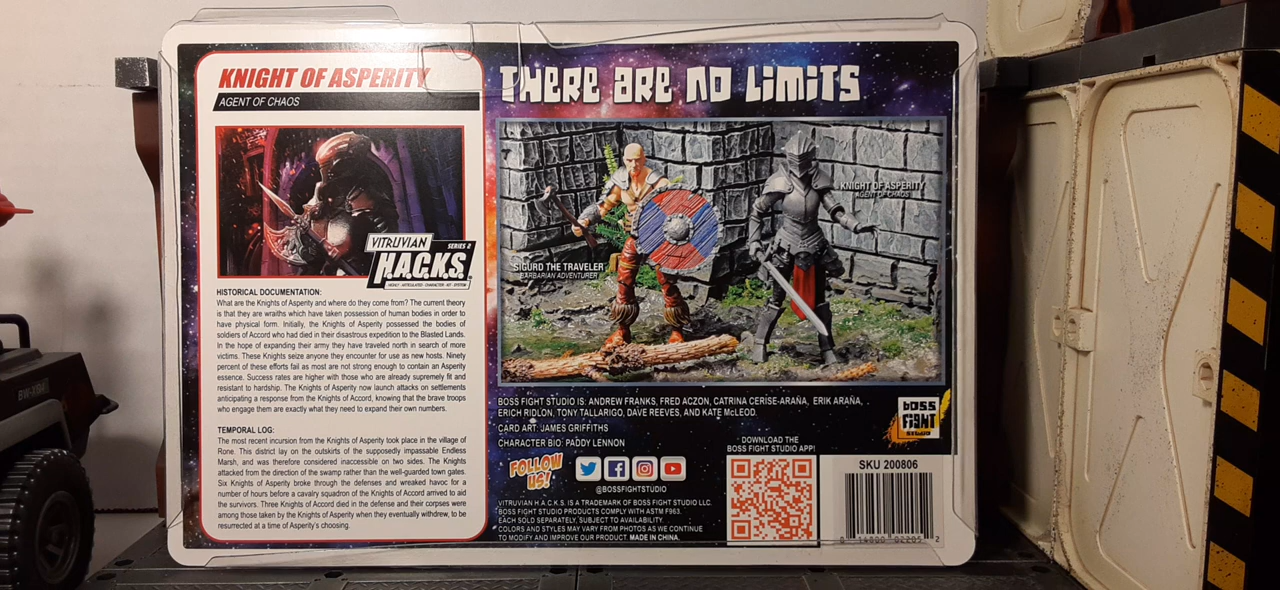 KNIGHT OF ASPERITY
AGENT OF CHAOS
VITRUVIAN
SERIES 2
H.A.C.K.S.
HIGHLY · ARTICULATED · CHARACTER · KIT · SYSTEM
HISTORICAL DOCUMENTATION:
What are the Knights of Asperity and where do they come from? The current theory
is that they are wraiths which have taken possession of human bodies in order to
have physical form. Initially, the Knights of Asperity possessed the bodies of
soldiers of Accord who had died in their disastrous expedition to the Blasted Lands.
In the hope of expanding their army they have traveled north in search of more
victims. These Knights seize anyone they encounter for use as new hosts. Ninety
percent of these efforts fail as most are not strong enough to contain an Asperity
essence. Success rates are higher with those who are already supremely fit and
resistant to hardship. The Knights of Asperity now launch attacks on settlements
anticipating a response from the Knights of Accord, knowing that the brave troops
who engage them are exactly what they need to expand their own numbers.
TEMPORAL LOG:
The most recent incursion from the Knights of Asperity took place in the village of
Rone. This district lay on the outskirts of the supposedly impassable Endless
Marsh, and was therefore considered inaccessible on two sides. The Knights
attacked from the direction of the swamp rather than the well-guarded town gates.
Six Knights of Asperity broke through the defenses and wreaked havoc for a
number of hours before a cavalry squadron of the Knights of Accord arrived to aid
the survivors. Three Knights of Accord died in the defense and their corpses were
among those taken by the Knights of Asperity when they eventually withdrew, to be
resurrected at a time of Asperity's choosing.
THERE ARE NO LIMITS
KNIGHT OF ASPERITY
AGENT OF CHAOS
SIGURD THE TRAVELER
BARBARIAN ADVENTURER
BOSS FIGHT STUDIO IS: ANDREW FRANKS, FRED ACZON, CATRINA CERISE-ARAÑA, ERIK ARAÑA,
ERICH RIDLON, TONY TALLARIGO, DAVE REEVES, AND KATE McLEOD.
CARD ART: JAMES GRIFFITHS
CHARACTER BIO: PADDY LENNON
BOSS
FIGHT
STUDIO
FOLLOW
US!
@BOSSFIGHTSTUDIO
DOWNLOAD THE
BOSS FIGHT STUDIO APP!
VITRUVIAN H.A.C.K.S. IS A TRADEMARK OF BOSS FIGHT STUDIO LLC.
BOSS FIGHT STUDIO PRODUCTS COMPLY WITH ASTM F963.
EACH SOLD SEPARATELY, SUBJECT TO AVAILABILITY.
COLORS AND STYLES MAY VARY FROM PHOTOS AS WE CONTINUE
TO MODIFY AND IMPROVE OUR PRODUCT. MADE IN CHINA.
SKU 200806
2